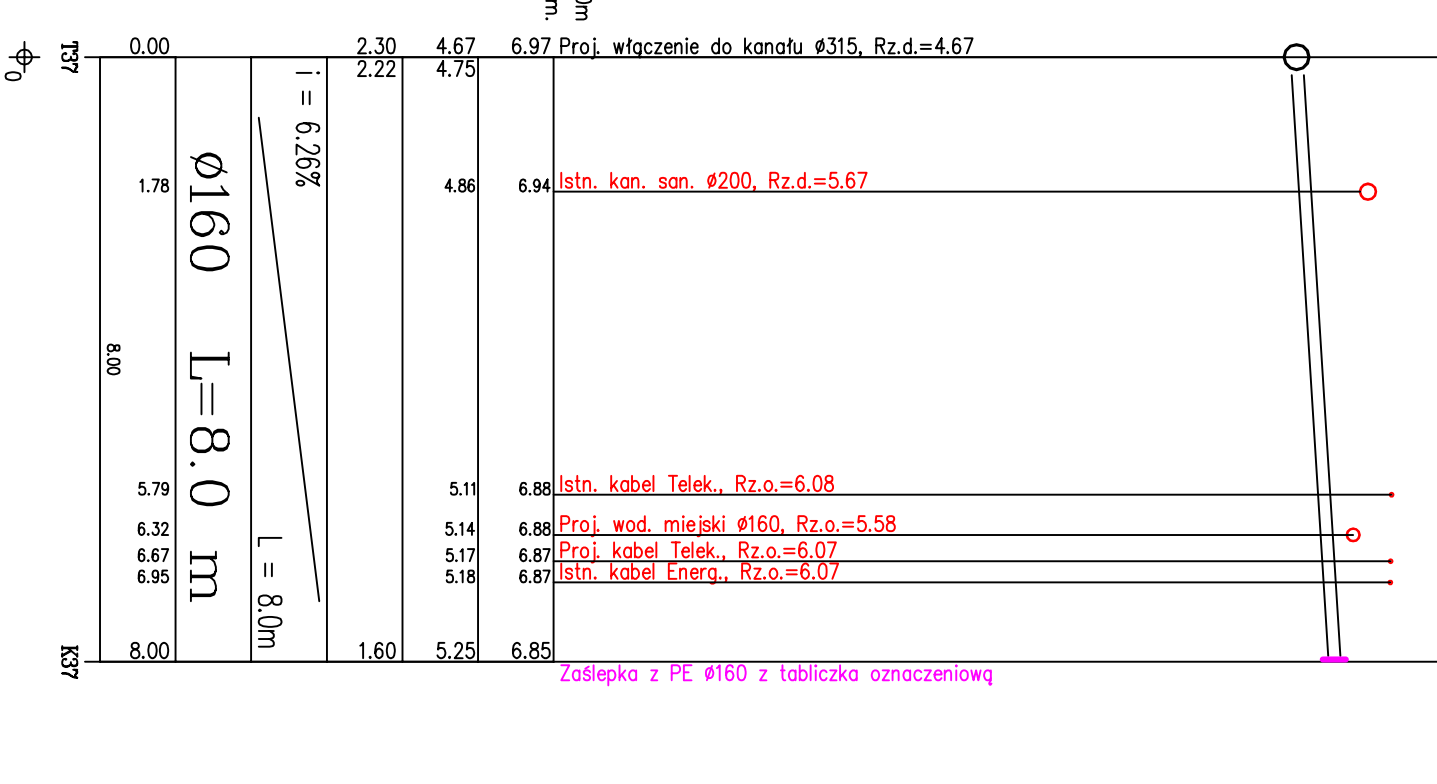 0m
m.
0
T37
0.00 2.30 4.67 6.97 Proj. włączenie do kanału Ø315, Rz.d.=4.67
2.22 4.75
i = 6.26%
1.78 4.86 6.94 Istn. kan. san. Ø200, Rz.d.=5.67
Ø160 L=8.0 m
8.00
5.79 5.11 6.88 Istn. kabel Telek., Rz.o.=6.08
6.32 5.14 6.88 Proj. wod. miejski Ø160, Rz.o.=5.58
6.67 5.17 6.87 Proj. kabel Telek., Rz.o.=6.07
6.95 5.18 6.87 Istn. kabel Energ., Rz.o.=6.07
L = 8.0m
K37
8.00 1.60 5.25 6.85
Zaślepka z PE Ø160 z tabliczka oznaczeniową